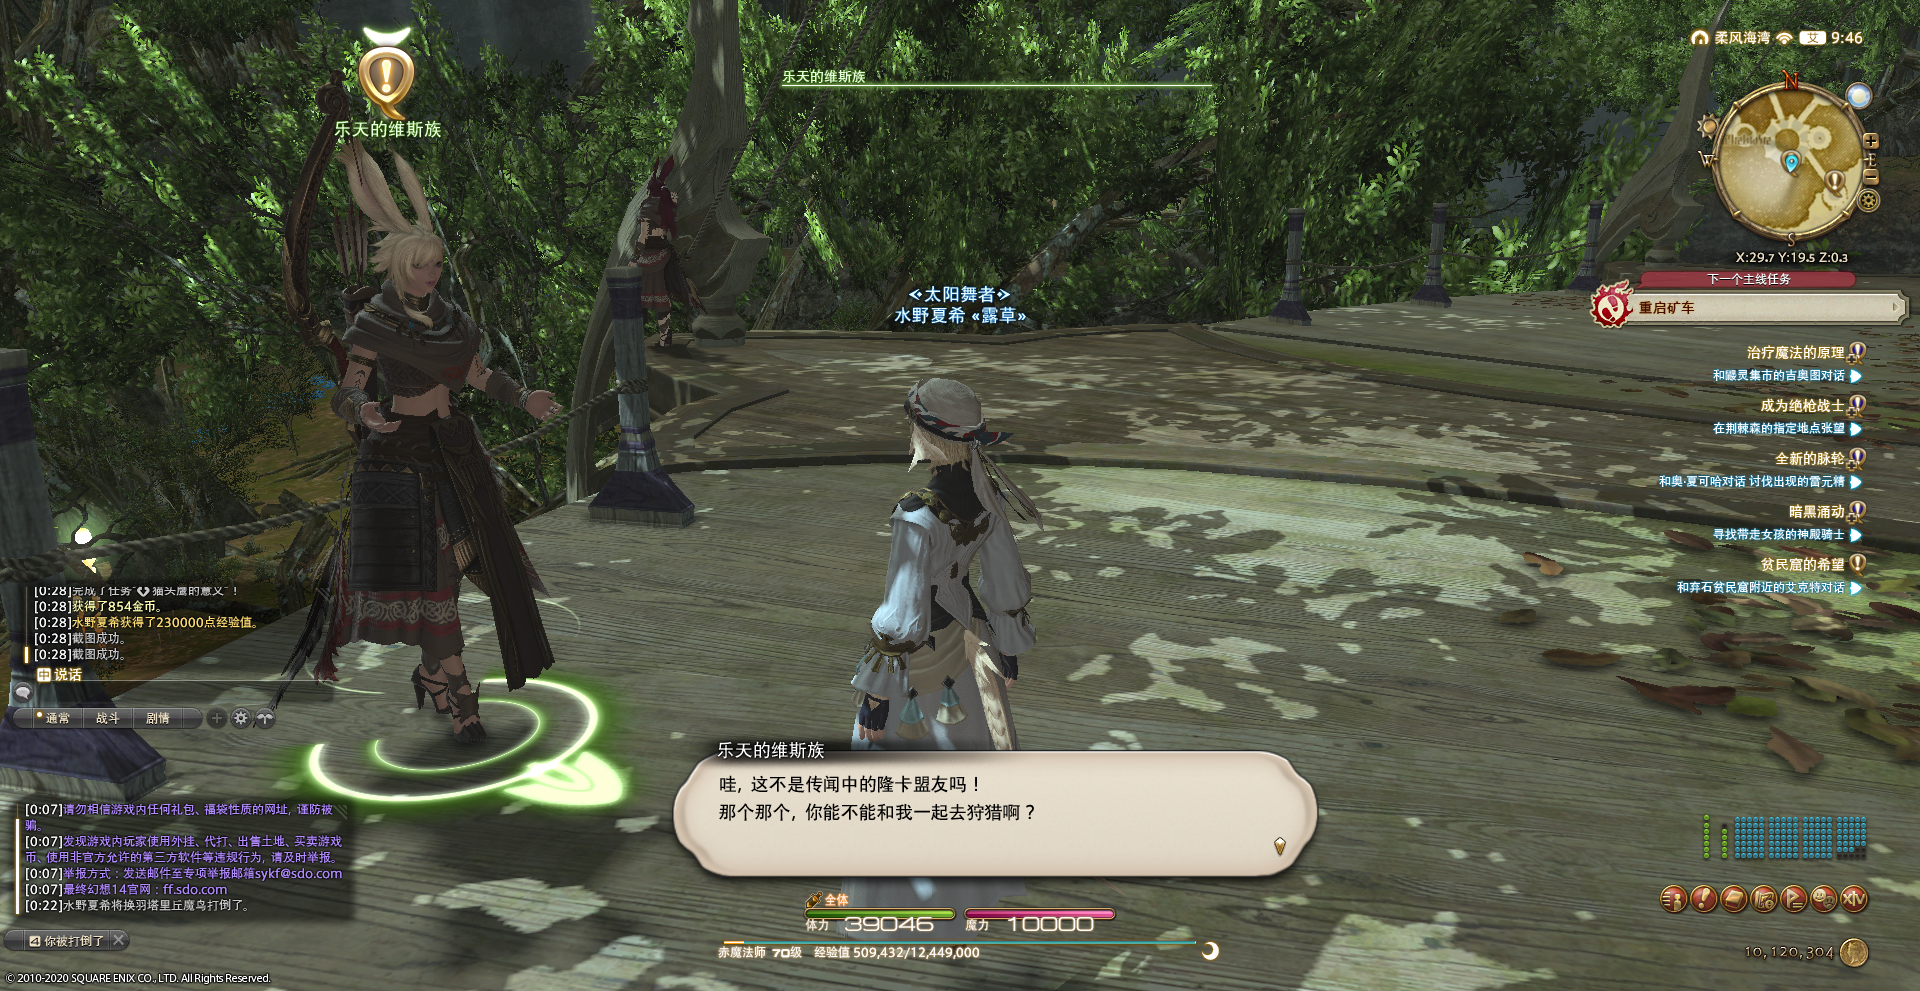 乐天的维斯族
乐天的维斯族
柔风海湾 艾 9:46
N
W
E
S
X:29.7 Y:19.5 Z:0.3
下一个主线任务
重启矿车
治疗魔法的原理
和鼹灵集市的吉奥图对话
成为绝枪战士
在荆棘森的指定地点张望
全新的脉轮
和奥·夏可哈对话 讨伐出现的雷元精
暗黑涌动
寻找带走女孩的神殿骑士
贫民窟的希望
和弃石贫民窟附近的艾克特对话
太阳舞者
水野夏希 «露草»
[0:28]完成了任务“猫头鹰的意义”！
[0:28]获得了854金币。
[0:28]水野夏希获得了230000点经验值。
[0:28]截图成功。
[0:28]截图成功。
说话
通常 战斗 剧情
[0:07]请勿相信游戏内任何礼包、福袋性质的网址, 谨防被
骗。
[0:07]发现游戏内玩家使用外挂、代打、出售土地、买卖游戏
币、使用非官方允许的第三方软件等违规行为, 请及时举报。
[0:07]举报方式：发送邮件至专项举报邮箱sykf@sdo.com
[0:07]最终幻想14官网：ff.sdo.com
[0:22]水野夏希将换羽塔里丘魔鸟打倒了。
4 你被打倒了
乐天的维斯族
哇, 这不是传闻中的隆卡盟友吗！
那个那个, 你能不能和我一起去狩猎啊？
全体
体力 39046 魔力 10000
赤魔法师 70级 经验值 509,432/12,449,000
XIV
10,120,304
© 2010-2020 SQUARE ENIX CO., LTD. All Rights Reserved.